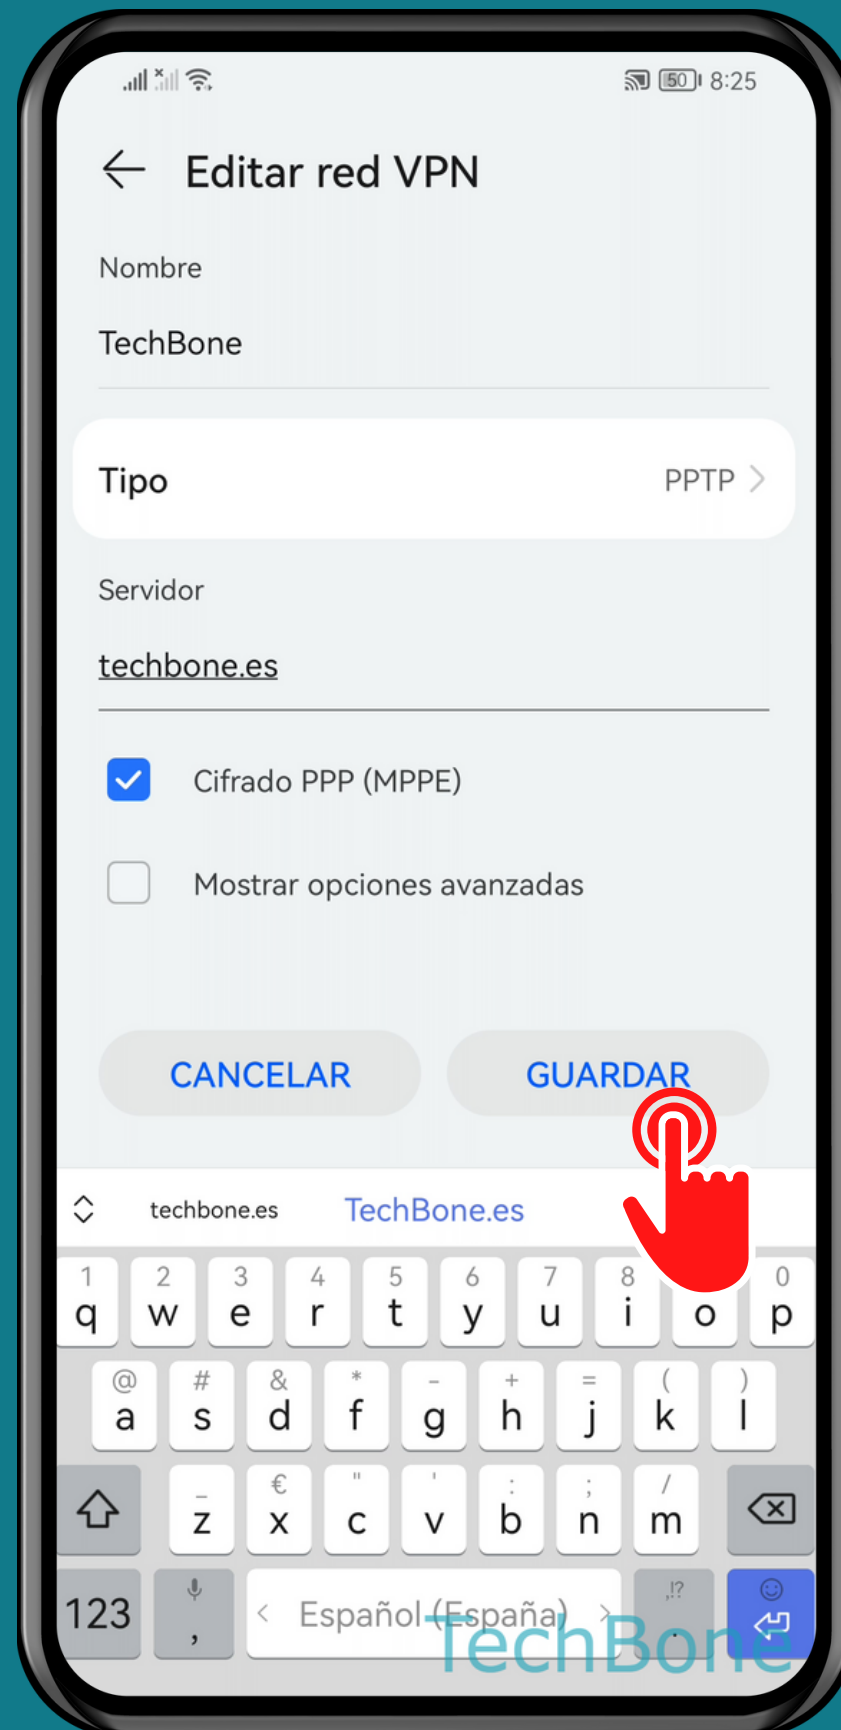 50 8:25
Editar red VPN
Nombre
TechBone
Tipo PPTP
Servidor
techbone.es
Cifrado PPP (MPPE)
Mostrar opciones avanzadas
CANCELAR GUARDAR
techbone.es TechBone.es
1 2 3 4 5 6 7 8 0
q w e r t y u i o p
@ # & * - + = ( )
a s d f g h j k l
_ € " ' : ; /
z x c v b n m
,!?
123 , < Español (España) > .
TechBone